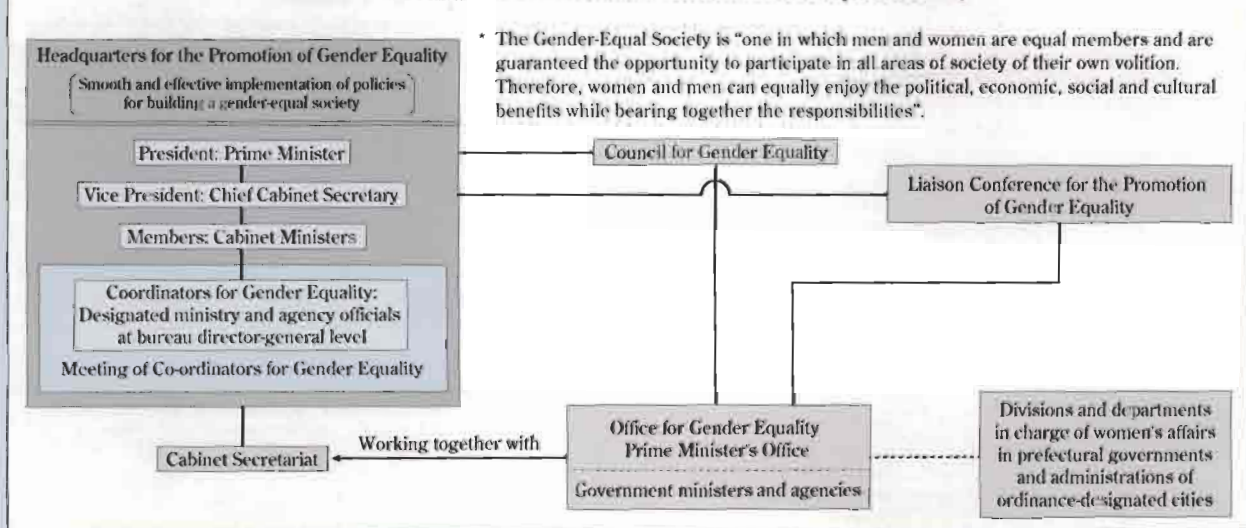 Headquarters for the Promotion of Gender Equality
Smooth and effective implementation of policies
for building a gender-equal society
President: Prime Minister
Vice President: Chief Cabinet Secretary
Members: Cabinet Ministers
Coordinators for Gender Equality:
Designated ministry and agency officials
at bureau director-general level
Meeting of Co-ordinators for Gender Equality
Cabinet Secretariat
* The Gender-Equal Society is "one in which men and women are equal members and are
guaranteed the opportunity to participate in all areas of society of their own volition.
Therefore, women and men can equally enjoy the political, economic, social and cultural
benefits while bearing together the responsibilities".
Council for Gender Equality
Liaison Conference for the Promotion
of Gender Equality
Working together with
Office for Gender Equality
Prime Minister's Office
Government ministers and agencies
Divisions and departments
in charge of women's affairs
in prefectural governments
and administrations of
ordinance-designated cities